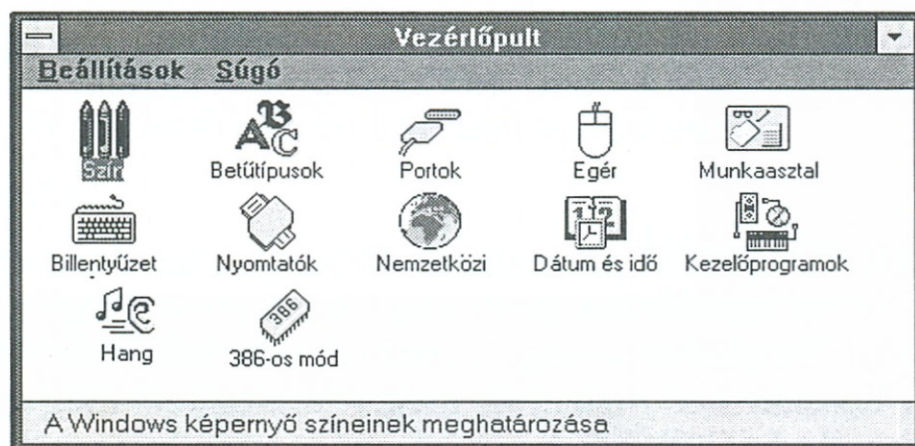 Vezérlőpult
Beállítások Súgó
Szín
Betűtípusok
Portok
Egér
Munkaasztal
Billentyűzet
Nyomtatók
Nemzetközi
Dátum és idő
Kezelőprogramok
Hang
386-os mód
A Windows képernyő színeinek meghatározása